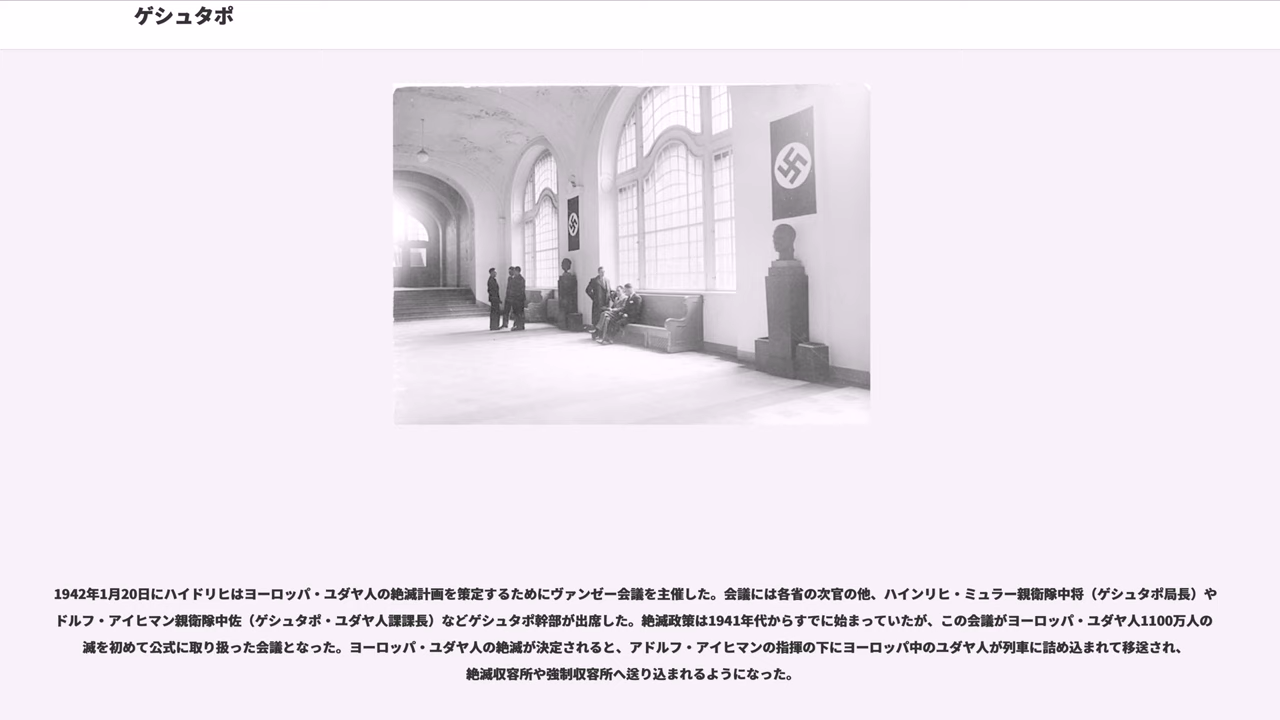 ゲシュタポ
1942年1月20日にハイドリヒはヨーロッパ・ユダヤ人の絶滅計画を策定するためにヴァンゼー会議を主催した。会議には各省の次官の他、ハインリヒ・ミュラー親衛隊中将（ゲシュタポ局長）や
ドルフ・アイヒマン親衛隊中佐（ゲシュタポ・ユダヤ人課課長）などゲシュタポ幹部が出席した。絶滅政策は1941年代からすでに始まっていたが、この会議がヨーロッパ・ユダヤ人1100万人の
滅を初めて公式に取り扱った会議となった。ヨーロッパ・ユダヤ人の絶滅が決定されると、アドルフ・アイヒマンの指揮の下にヨーロッパ中のユダヤ人が列車に詰め込まれて移送され、
絶滅収容所や強制収容所へ送り込まれるようになった。